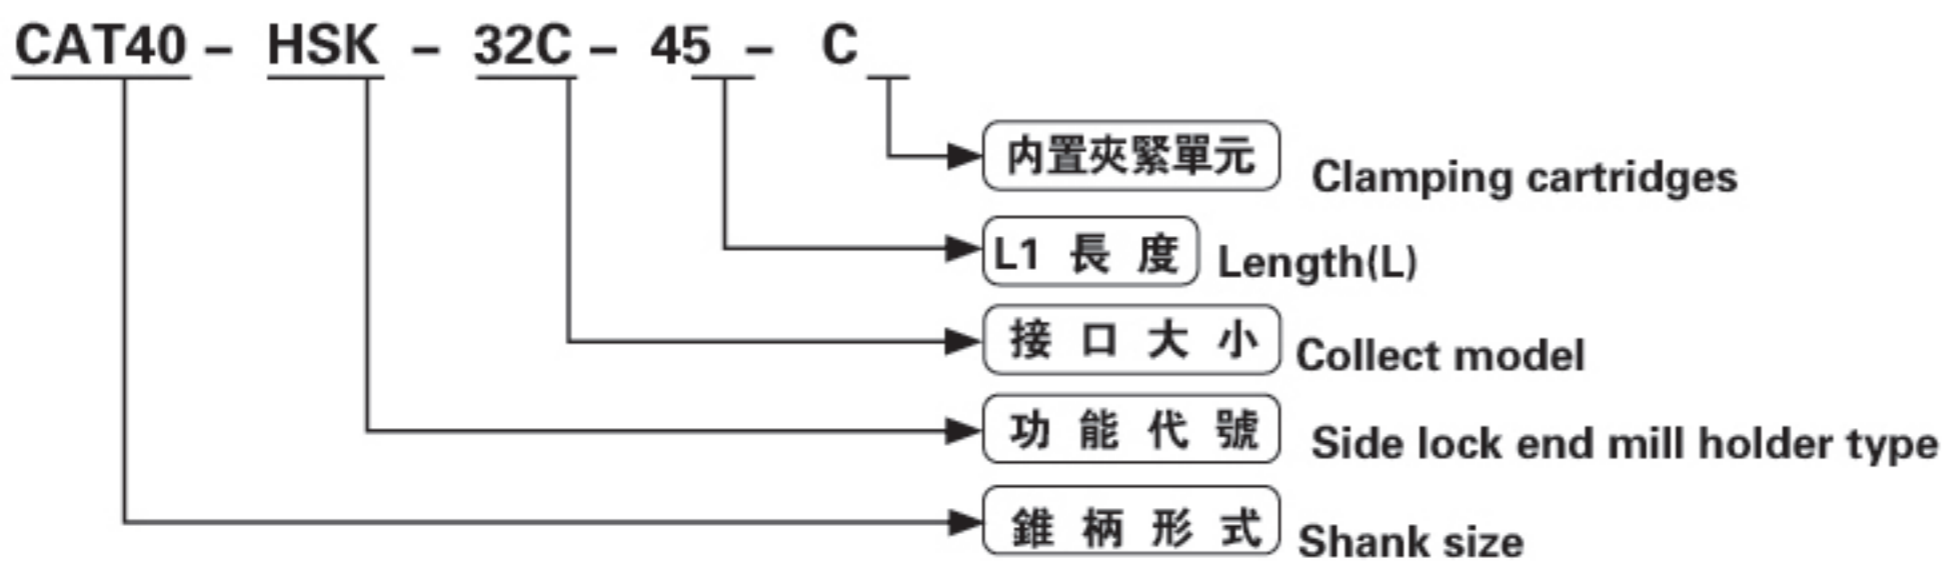 CAT40 – HSK – 32C – 45 – C
内置夾緊單元 Clamping cartridges
L1 長 度 Length(L)
接 口 大 小 Collect model
功 能 代 號 Side lock end mill holder type
錐 柄 形 式 Shank size